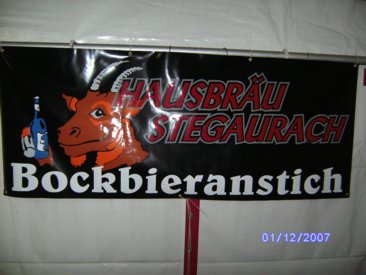 HAUSBRÄU
STEGAURACH
Bockbieranstich
01/12/2007